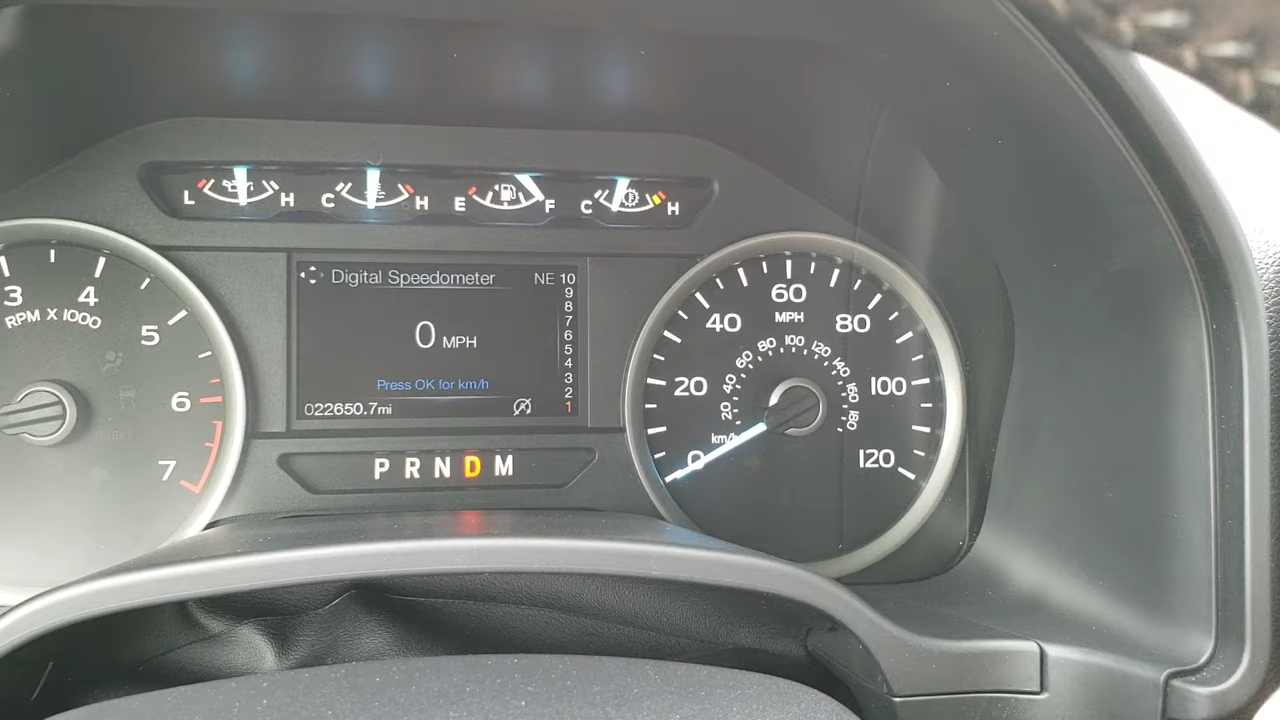 L H C H E F C H
3 4 5 6 7
RPM X 1000
Digital Speedometer NE 10
9
8
7
6
5
4
3
2
1
0 MPH
Press OK for km/h
022650.7mi
P R N D M
0 20 40 60 80 100 120
MPH
20 40 60 80 100 120 140 160 180
km/h